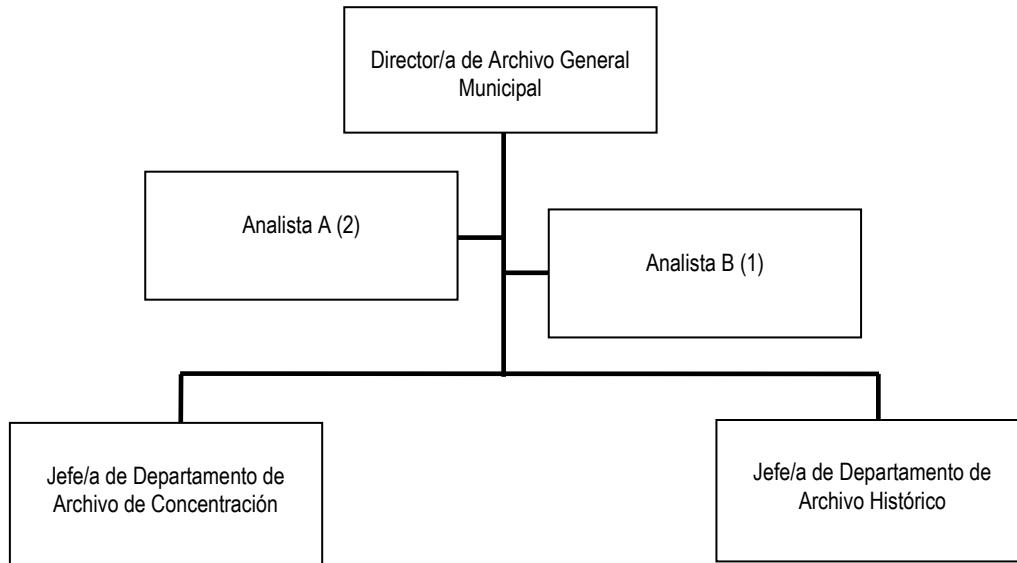 Director/a de Archivo General
Municipal
Analista A (2)
Analista B (1)
Jefe/a de Departamento de
Archivo de Concentración
Jefe/a de Departamento de
Archivo Histórico